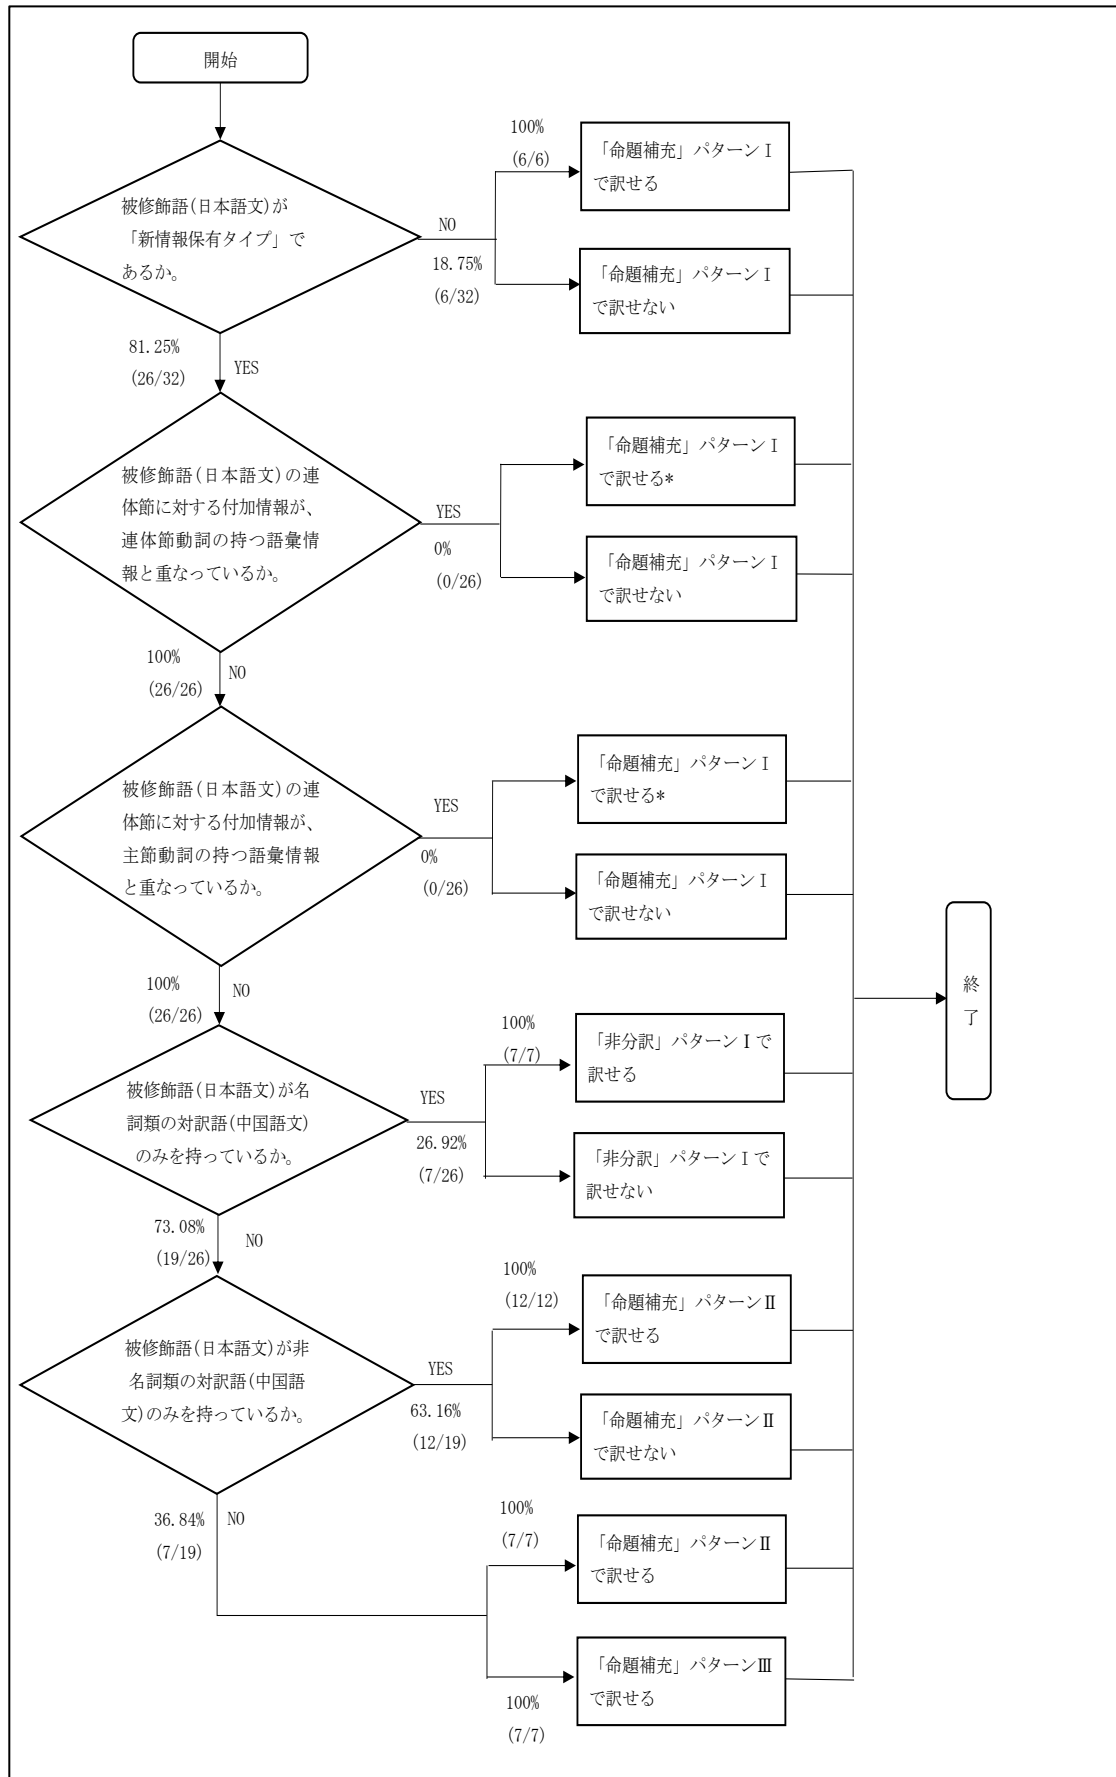 開始
被修飾語(日本語文)が
「新情報保有タイプ」で
あるか。
NO
18.75%
(6/32)
100%
(6/6)
「命題補充」パターンⅠ
で訳せる
「命題補充」パターンⅠ
で訳せない
81.25%
(26/32)
YES
被修飾語(日本語文)の連
体節に対する付加情報が、
連体節動詞の持つ語彙情
報と重なっているか。
YES
0%
(0/26)
「命題補充」パターンⅠ
で訳せる*
「命題補充」パターンⅠ
で訳せない
100%
(26/26)
NO
被修飾語(日本語文)の連
体節に対する付加情報が、
主節動詞の持つ語彙情報
と重なっているか。
YES
0%
(0/26)
「命題補充」パターンⅠ
で訳せる*
「命題補充」パターンⅠ
で訳せない
100%
(26/26)
NO
被修飾語(日本語文)が名
詞類の対訳語(中国語文)
のみを持っているか。
YES
26.92%
(7/26)
100%
(7/7)
「非分訳」パターンⅠで
訳せる
「非分訳」パターンⅠで
訳せない
73.08%
(19/26)
NO
被修飾語(日本語文)が非
名詞類の対訳語(中国語
文)のみを持っているか。
YES
63.16%
(12/19)
100%
(12/12)
「命題補充」パターンⅡ
で訳せる
「命題補充」パターンⅡ
で訳せない
36.84%
(7/19)
NO
100%
(7/7)
「命題補充」パターンⅡ
で訳せる
100%
(7/7)
「命題補充」パターンⅢ
で訳せる
終
了